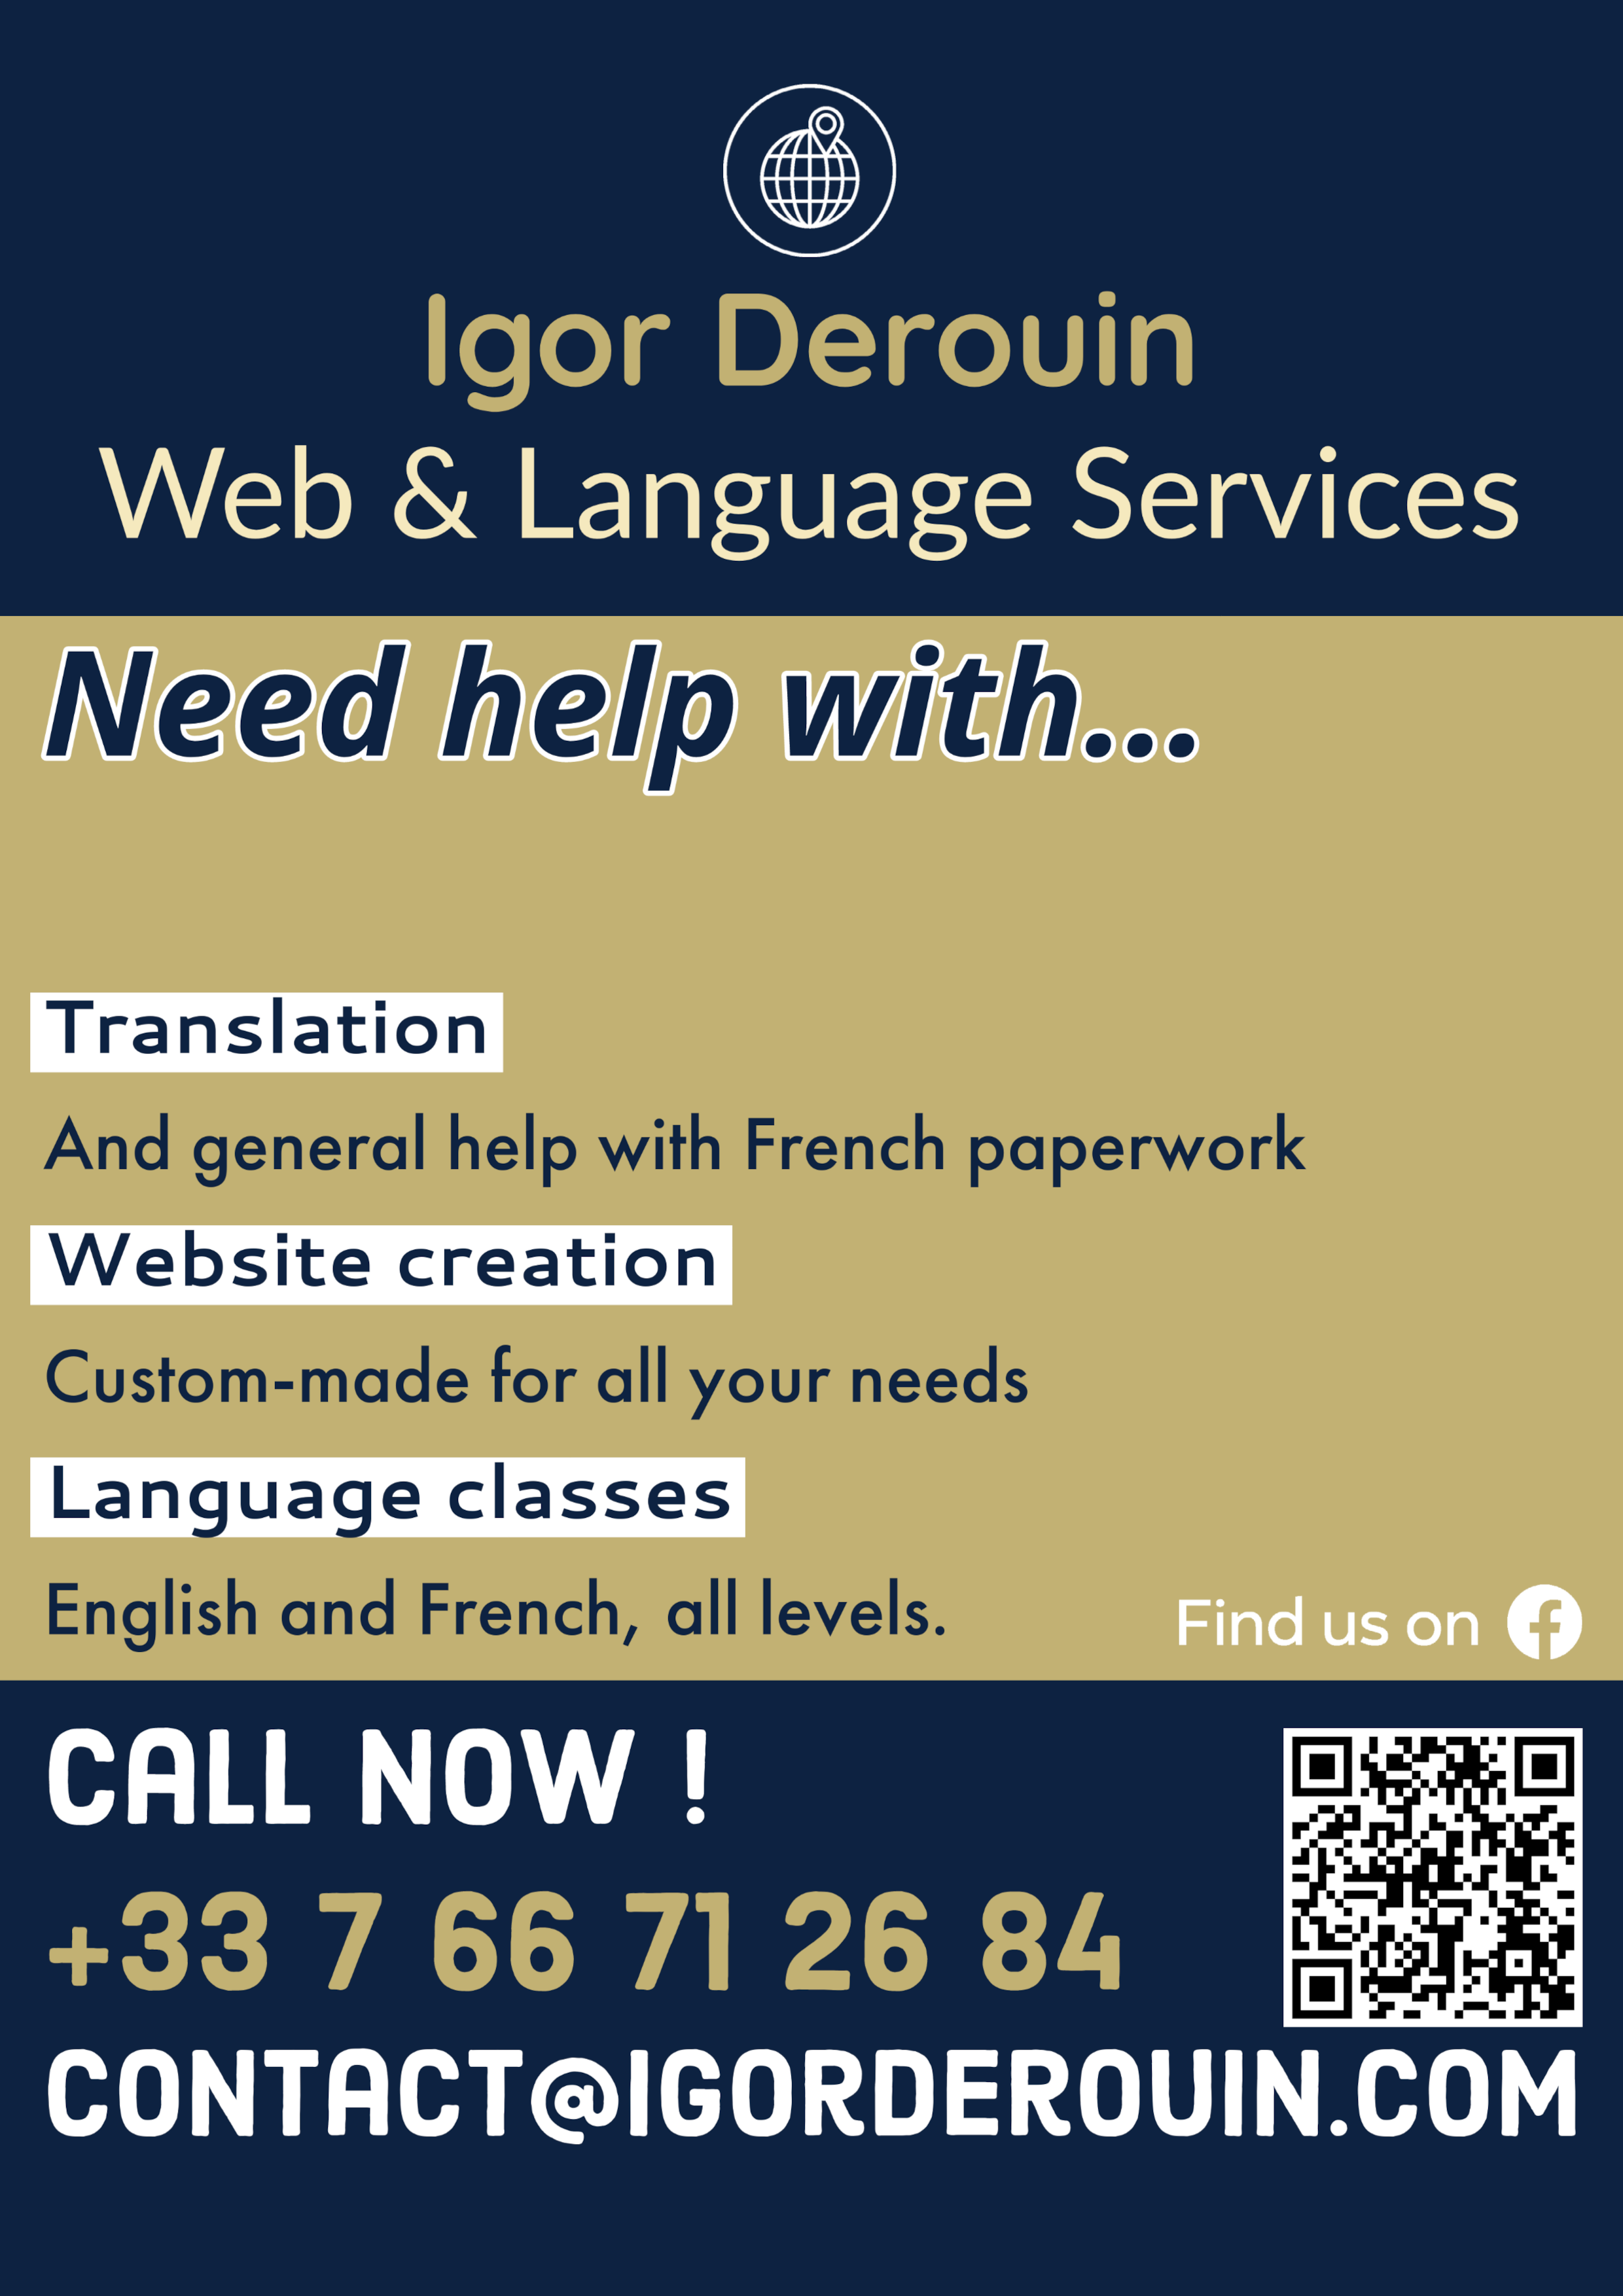 Igor Derouin
Web & Language Services
Need help with...
Translation
And general help with French paperwork
Website creation
Custom-made for all your needs
Language classes
English and French, all levels.
Find us on
CALL NOW !
+33 7 66 71 26 84
CONTACT@IGORDEROUIN.COM